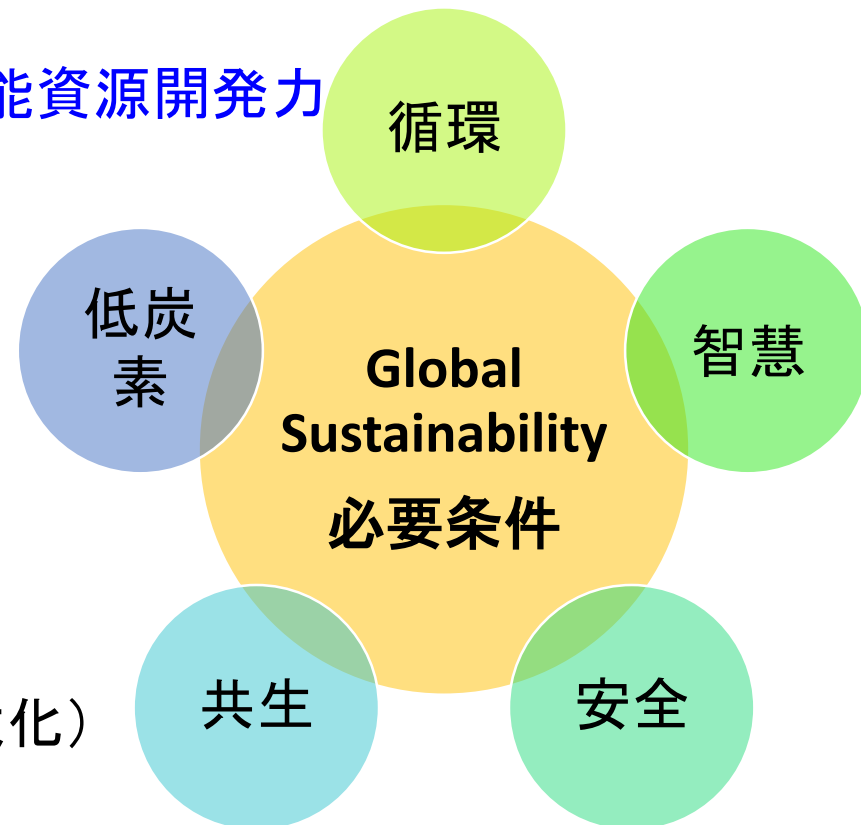 能資源開発力
循環
低炭
素
智慧
Global
Sustainability
必要条件
共生
安全
化）